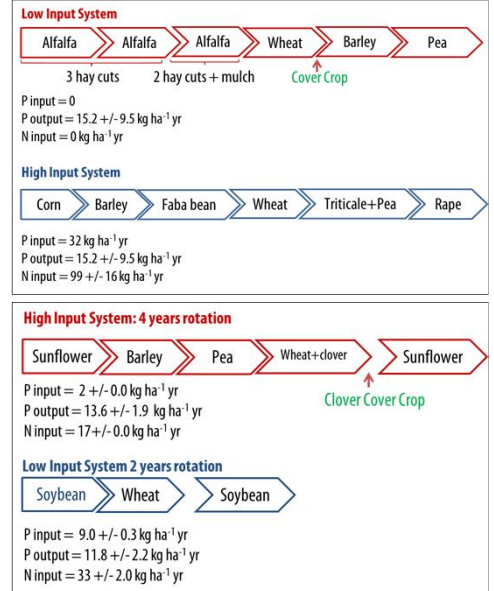 Low Input System
Alfalfa Alfalfa Alfalfa Wheat Barley Pea
3 hay cuts 2 hay cuts + mulch Cover Crop
P input = 0
P output = 15.2 +/- 9.5 kg ha⁻¹ yr
N input = 0 kg ha⁻¹ yr
High Input System
Corn Barley Faba bean Wheat Triticale+Pea Rape
P input = 32 kg ha⁻¹ yr
P output = 15.2 +/- 9.5 kg ha⁻¹ yr
N input = 99 +/- 16 kg ha⁻¹ yr
High Input System: 4 years rotation
Sunflower Barley Pea Wheat+clover Sunflower
Clover Cover Crop
P input = 2 +/- 0.0 kg ha⁻¹ yr
P output = 13.6 +/- 1.9 kg ha⁻¹ yr
N input = 17+/- 0.0 kg ha⁻¹ yr
Low Input System 2 years rotation
Soybean Wheat Soybean
P input = 9.0 +/- 0.3 kg ha⁻¹ yr
P output = 11.8 +/- 2.2 kg ha⁻¹ yr
N input = 33 +/- 2.0 kg ha⁻¹ yr